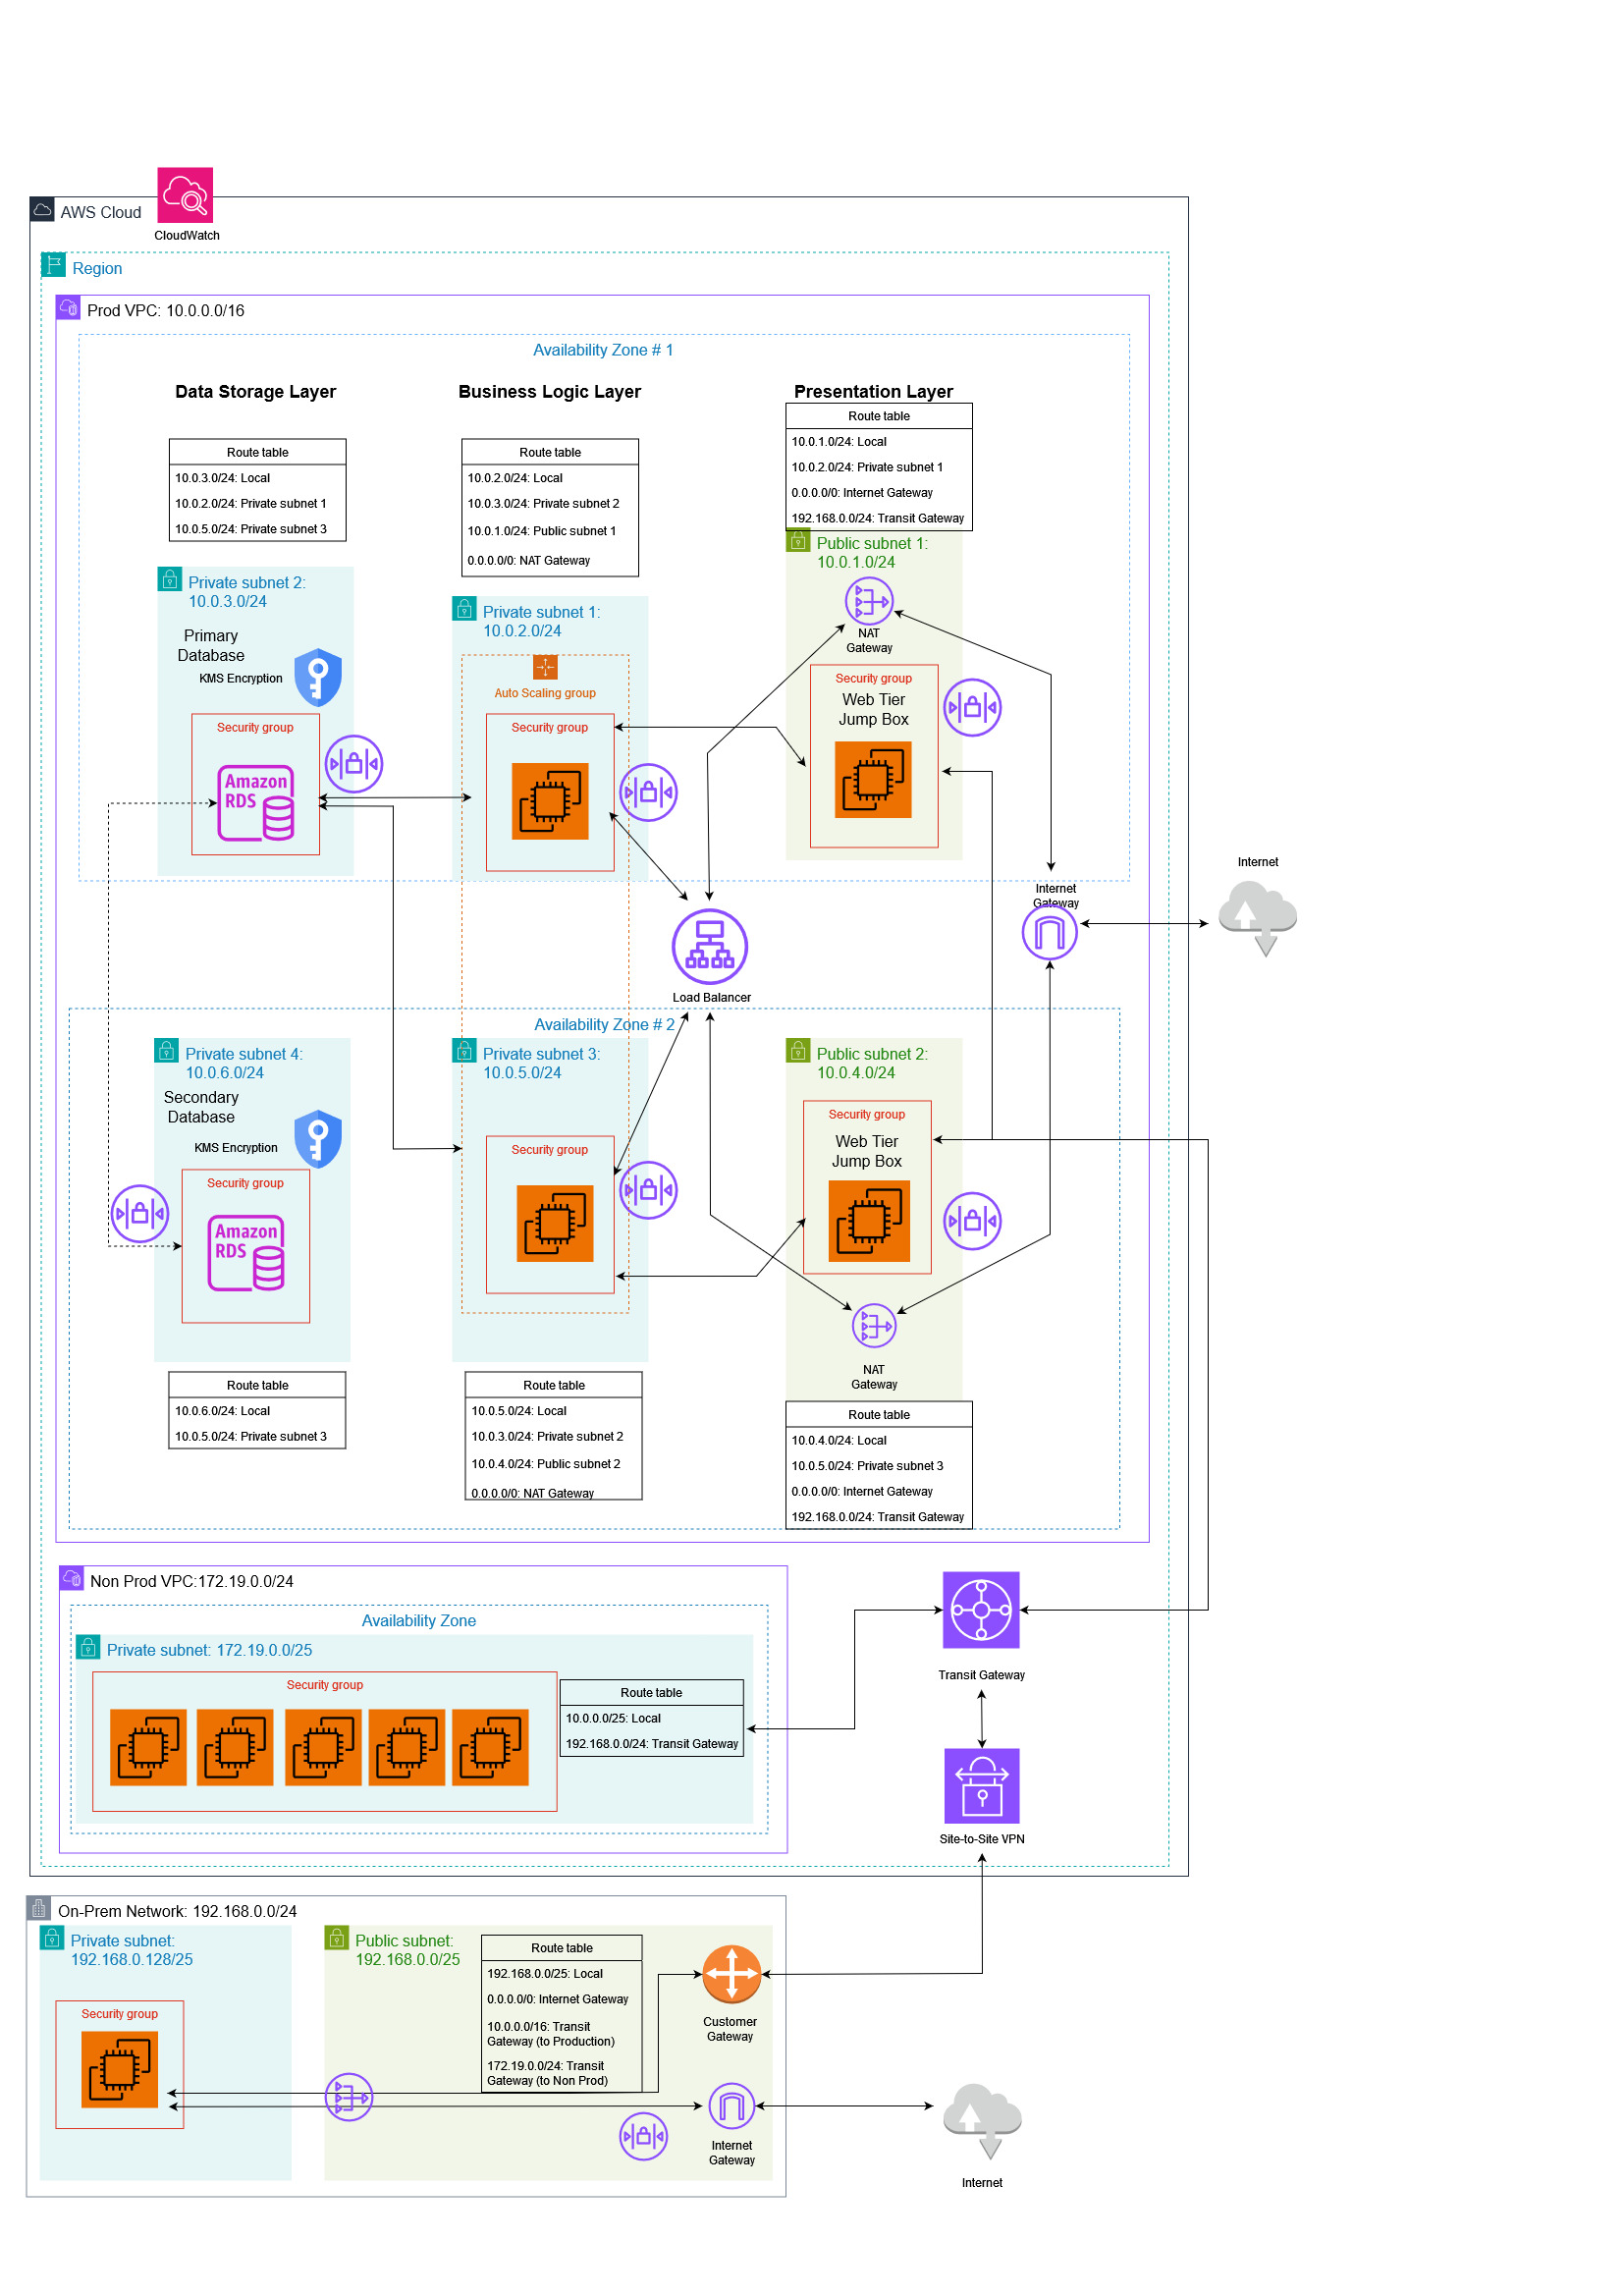 AWS Cloud
CloudWatch
Region
Prod VPC: 10.0.0.0/16
Availability Zone # 1
Data Storage Layer
Business Logic Layer
Presentation Layer
Route table
10.0.3.0/24: Local
10.0.2.0/24: Private subnet 1
10.0.5.0/24: Private subnet 3
Route table
10.0.2.0/24: Local
10.0.3.0/24: Private subnet 2
10.0.1.0/24: Public subnet 1
0.0.0.0/0: NAT Gateway
Route table
10.0.1.0/24: Local
10.0.2.0/24: Private subnet 1
0.0.0.0/0: Internet Gateway
192.168.0.0/24: Transit Gateway
Private subnet 2:
10.0.3.0/24
Primary
Database
KMS Encryption
Security group
Amazon
RDS
Private subnet 1:
10.0.2.0/24
Auto Scaling group
Security group
Public subnet 1:
10.0.1.0/24
NAT
Gateway
Security group
Web Tier
Jump Box
Internet
Gateway
Internet
Load Balancer
Availability Zone # 2
Private subnet 4:
10.0.6.0/24
Secondary
Database
KMS Encryption
Security group
Amazon
RDS
Private subnet 3:
10.0.5.0/24
Security group
Public subnet 2:
10.0.4.0/24
Security group
Web Tier
Jump Box
NAT
Gateway
Route table
10.0.6.0/24: Local
10.0.5.0/24: Private subnet 3
Route table
10.0.5.0/24: Local
10.0.3.0/24: Private subnet 2
10.0.4.0/24: Public subnet 2
0.0.0.0/0: NAT Gateway
Route table
10.0.4.0/24: Local
10.0.5.0/24: Private subnet 3
0.0.0.0/0: Internet Gateway
192.168.0.0/24: Transit Gateway
Non Prod VPC:172.19.0.0/24
Availability Zone
Private subnet: 172.19.0.0/25
Security group
Route table
10.0.0.0/25: Local
192.168.0.0/24: Transit Gateway
Transit Gateway
Site-to-Site VPN
On-Prem Network: 192.168.0.0/24
Private subnet:
192.168.0.128/25
Security group
Public subnet:
192.168.0.0/25
Route table
192.168.0.0/25: Local
0.0.0.0/0: Internet Gateway
10.0.0.0/16: Transit
Gateway (to Production)
172.19.0.0/24: Transit
Gateway (to Non Prod)
Customer
Gateway
Internet
Gateway
Internet